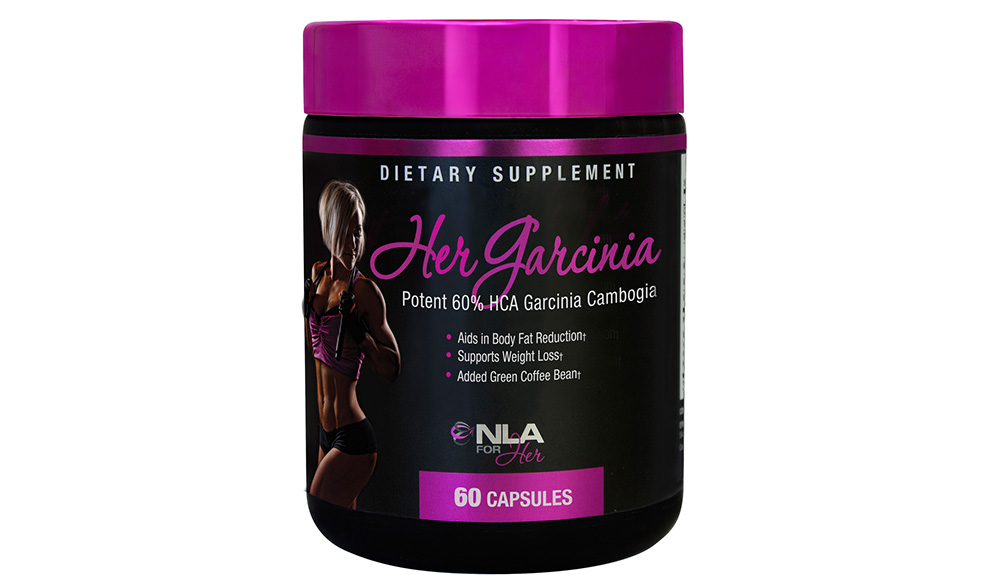 DIETARY SUPPLEMENT
Her Garcinia
Potent 60% HCA Garcinia Cambogia
• Aids in Body Fat Reduction†
• Supports Weight Loss†
• Added Green Coffee Bean†
NLA
FOR Her
60 CAPSULES